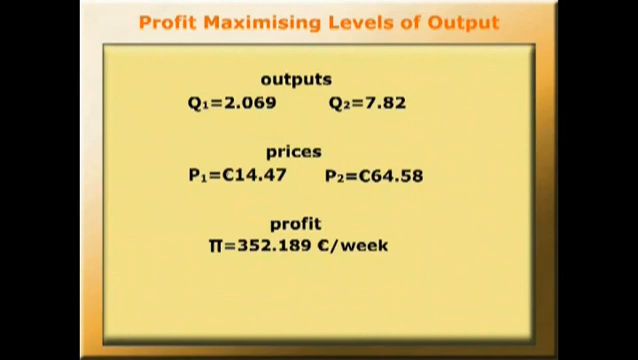 Profit Maximising Levels of Output
outputs
Q₁=2.069 Q₂=7.82
prices
P₁=€14.47 P₂=€64.58
profit
Π=352.189 €/week